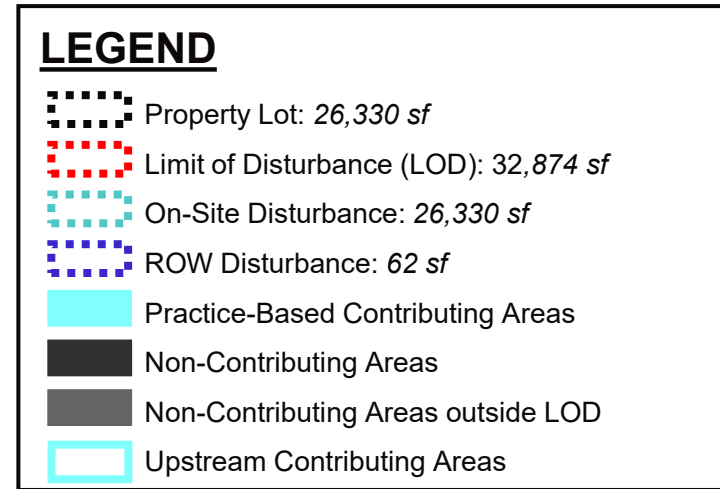 LEGEND
Property Lot: 26,330 sf
Limit of Disturbance (LOD): 32,874 sf
On-Site Disturbance: 26,330 sf
ROW Disturbance: 62 sf
Practice-Based Contributing Areas
Non-Contributing Areas
Non-Contributing Areas outside LOD
Upstream Contributing Areas